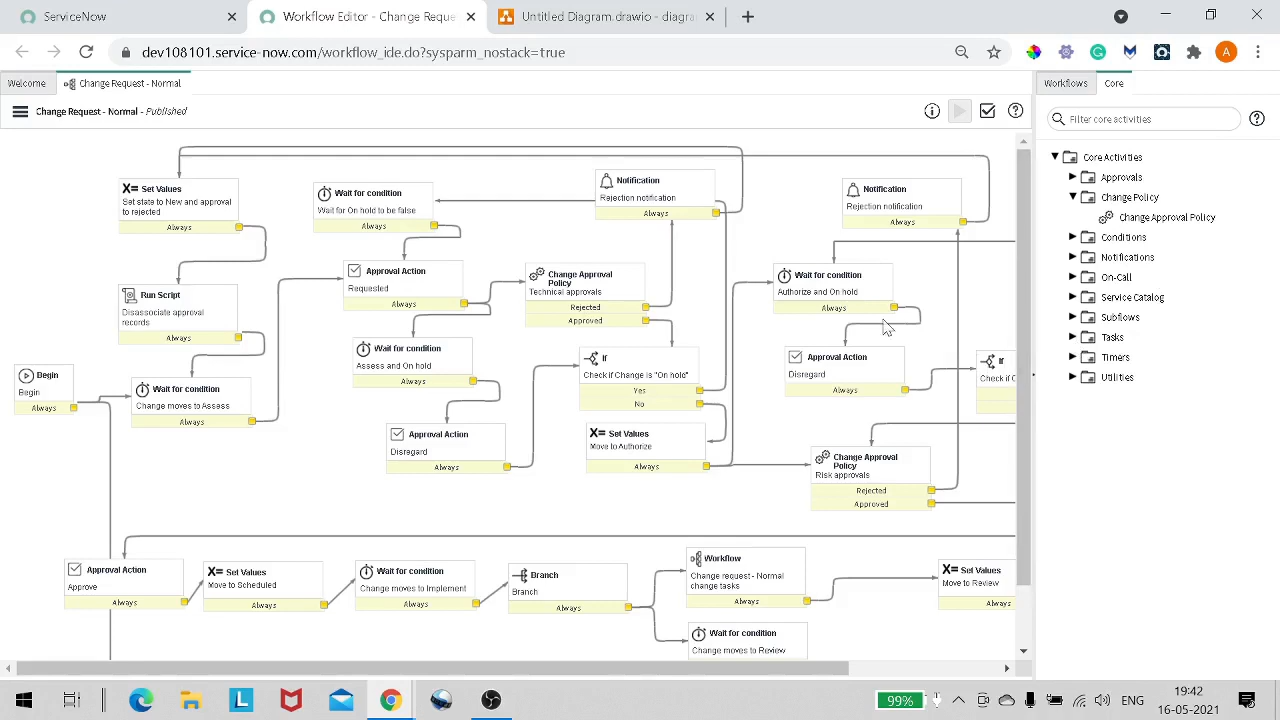 ServiceNow
Workflow Editor - Change Reque
Untitled Diagram.drawio - diagra
dev108101.service-now.com/workflow_ide.do?sysparm_nostack=true
A
Welcome
Change Request - Normal
Workflows
Core
Change Request - Normal - Published
Filter core activities
Core Activities
Approvals
Change Policy
Change Approval Policy
Conditions
Notifications
On-Call
Service Catalog
Subflows
Tasks
Timers
Utilities
X= Set Values
Set state to New and approval
to rejected
Always
Wait for condition
Wait for On hold to be false
Always
Notification
Rejection notification
Always
Notification
Rejection notification
Always
Run Script
Disassociate approval
records
Always
Approval Action
Requested
Always
Change Approval
Policy
Technical approvals
Rejected
Approved
Wait for condition
Authorize and On hold
Always
Begin
Begin
Always
Wait for condition
Change moves to Assess
Always
Wait for condition
Assess and On hold
Always
If
Check if Change is "On hold"
Yes
No
Approval Action
Disregard
Always
If
Check if C
Approval Action
Disregard
Always
X= Set Values
Move to Authorize
Always
Change Approval
Policy
Risk approvals
Rejected
Approved
Approval Action
Approve
Always
X= Set Values
Move to Scheduled
Always
Wait for condition
Change moves to Implement
Always
Branch
Branch
Always
Workflow
Change request - Normal
change tasks
Always
X= Set Values
Move to Review
Always
Wait for condition
Change moves to Review
L
99%
ENG
19:42
16-05-2021